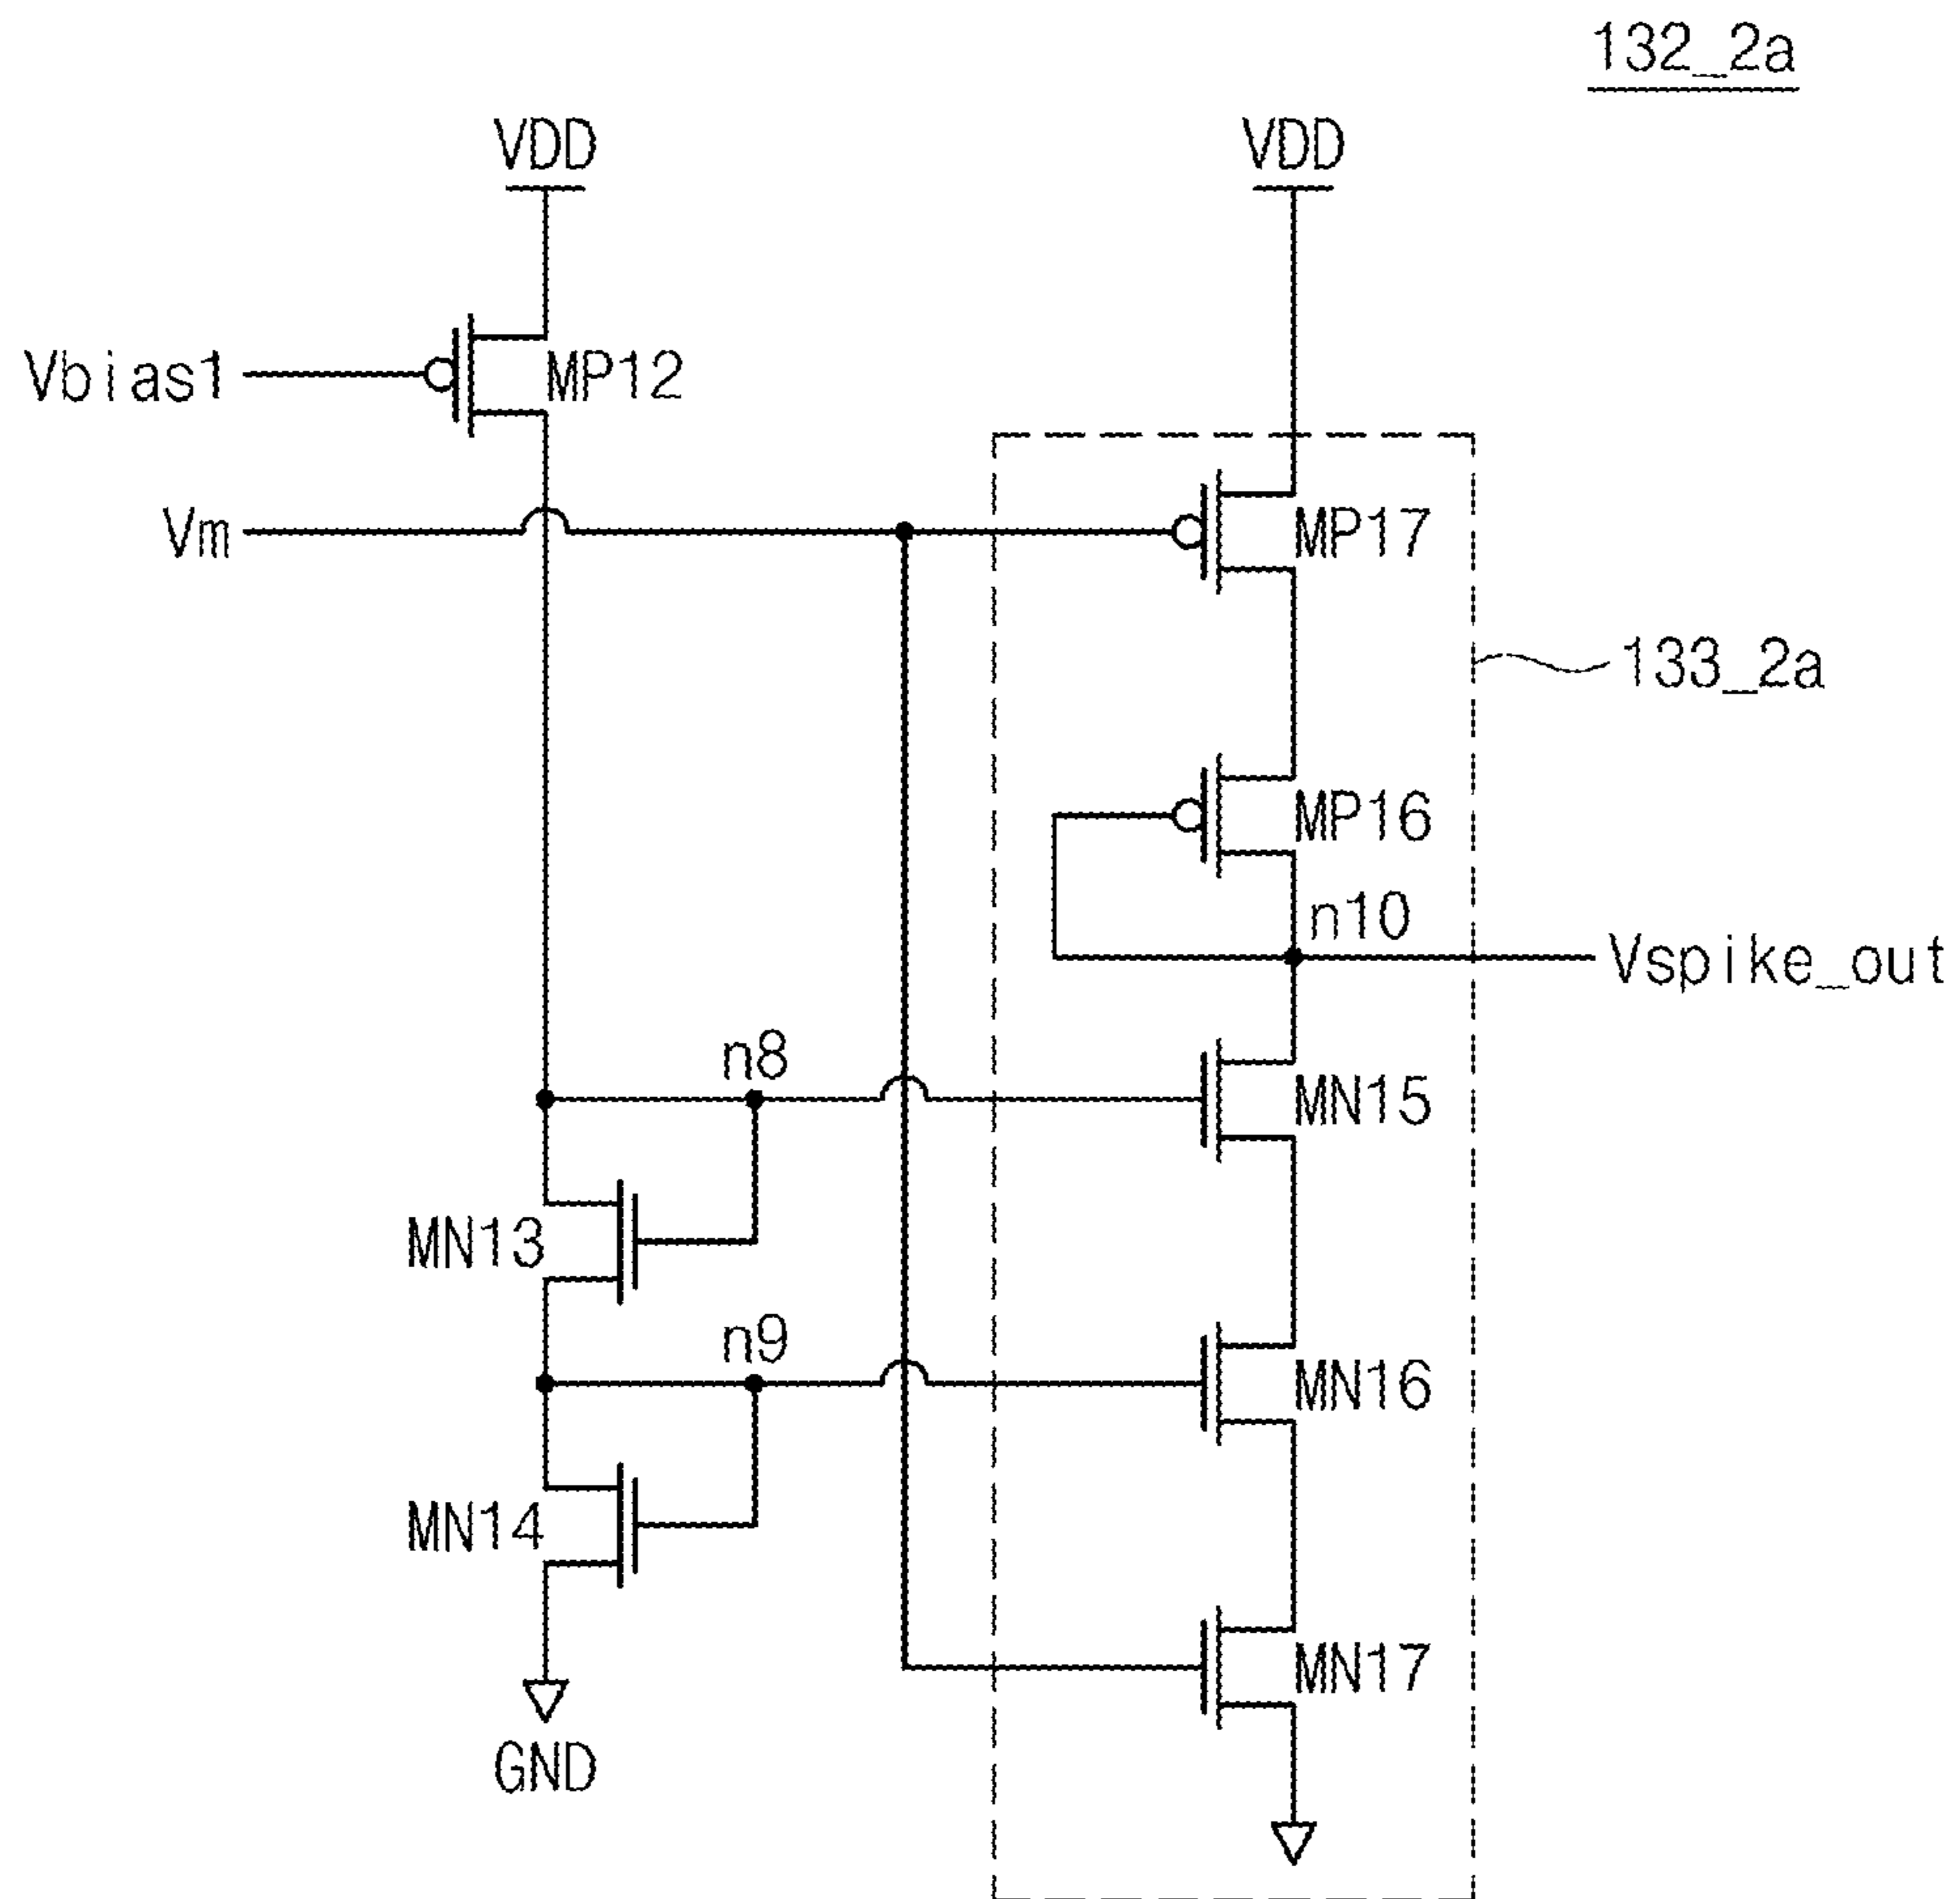 132_2a
VDD
VDD
Vbias1
MP12
Vm
MP17
133_2a
MP16
n10
Vspike_out
n8
MN15
MN13
n9
MN16
MN14
MN17
GND